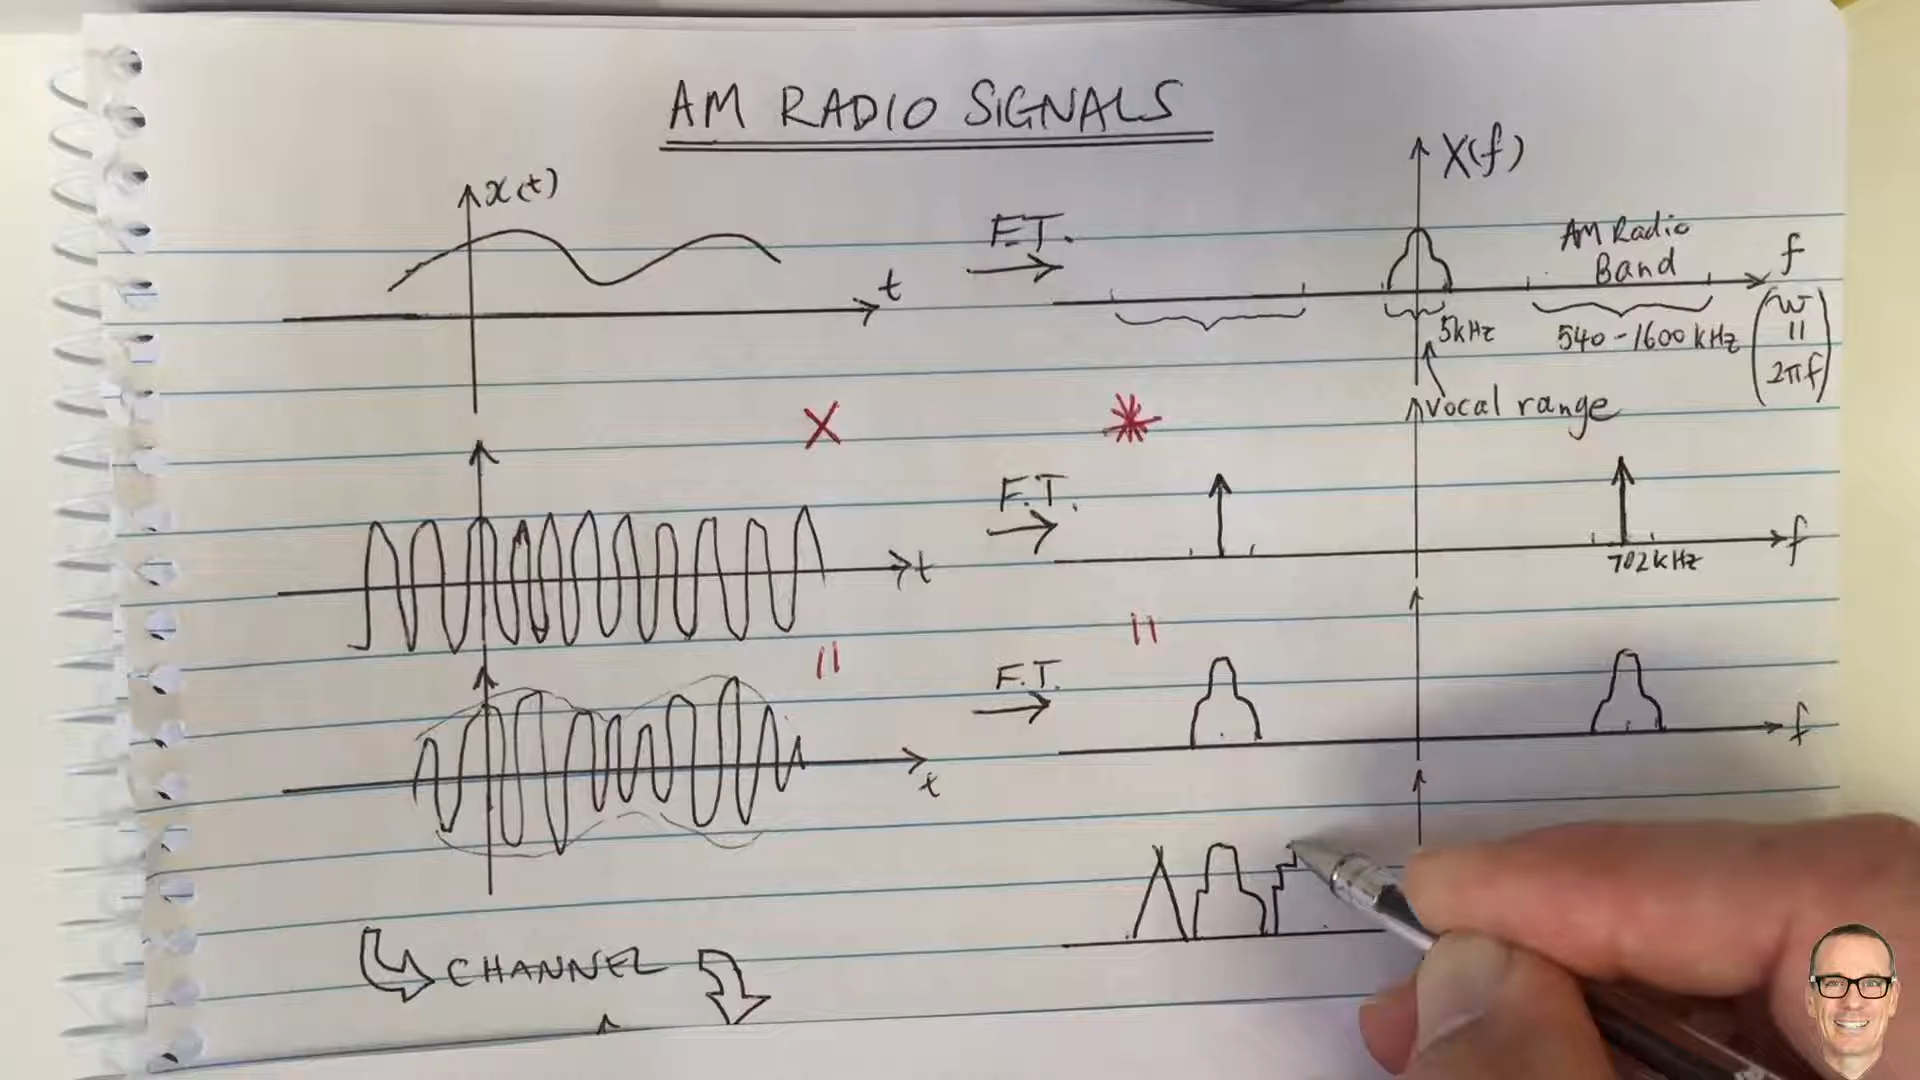 AM RADIO SIGNALS
x(t)
t
F.T.
X(f)
AM Radio
Band
f
5kHz
540-1600 kHz
(w
=
2πf)
vocal range
×
*
t
F.T.
702kHz
f
=
=
t
F.T.
f
CHANNEL